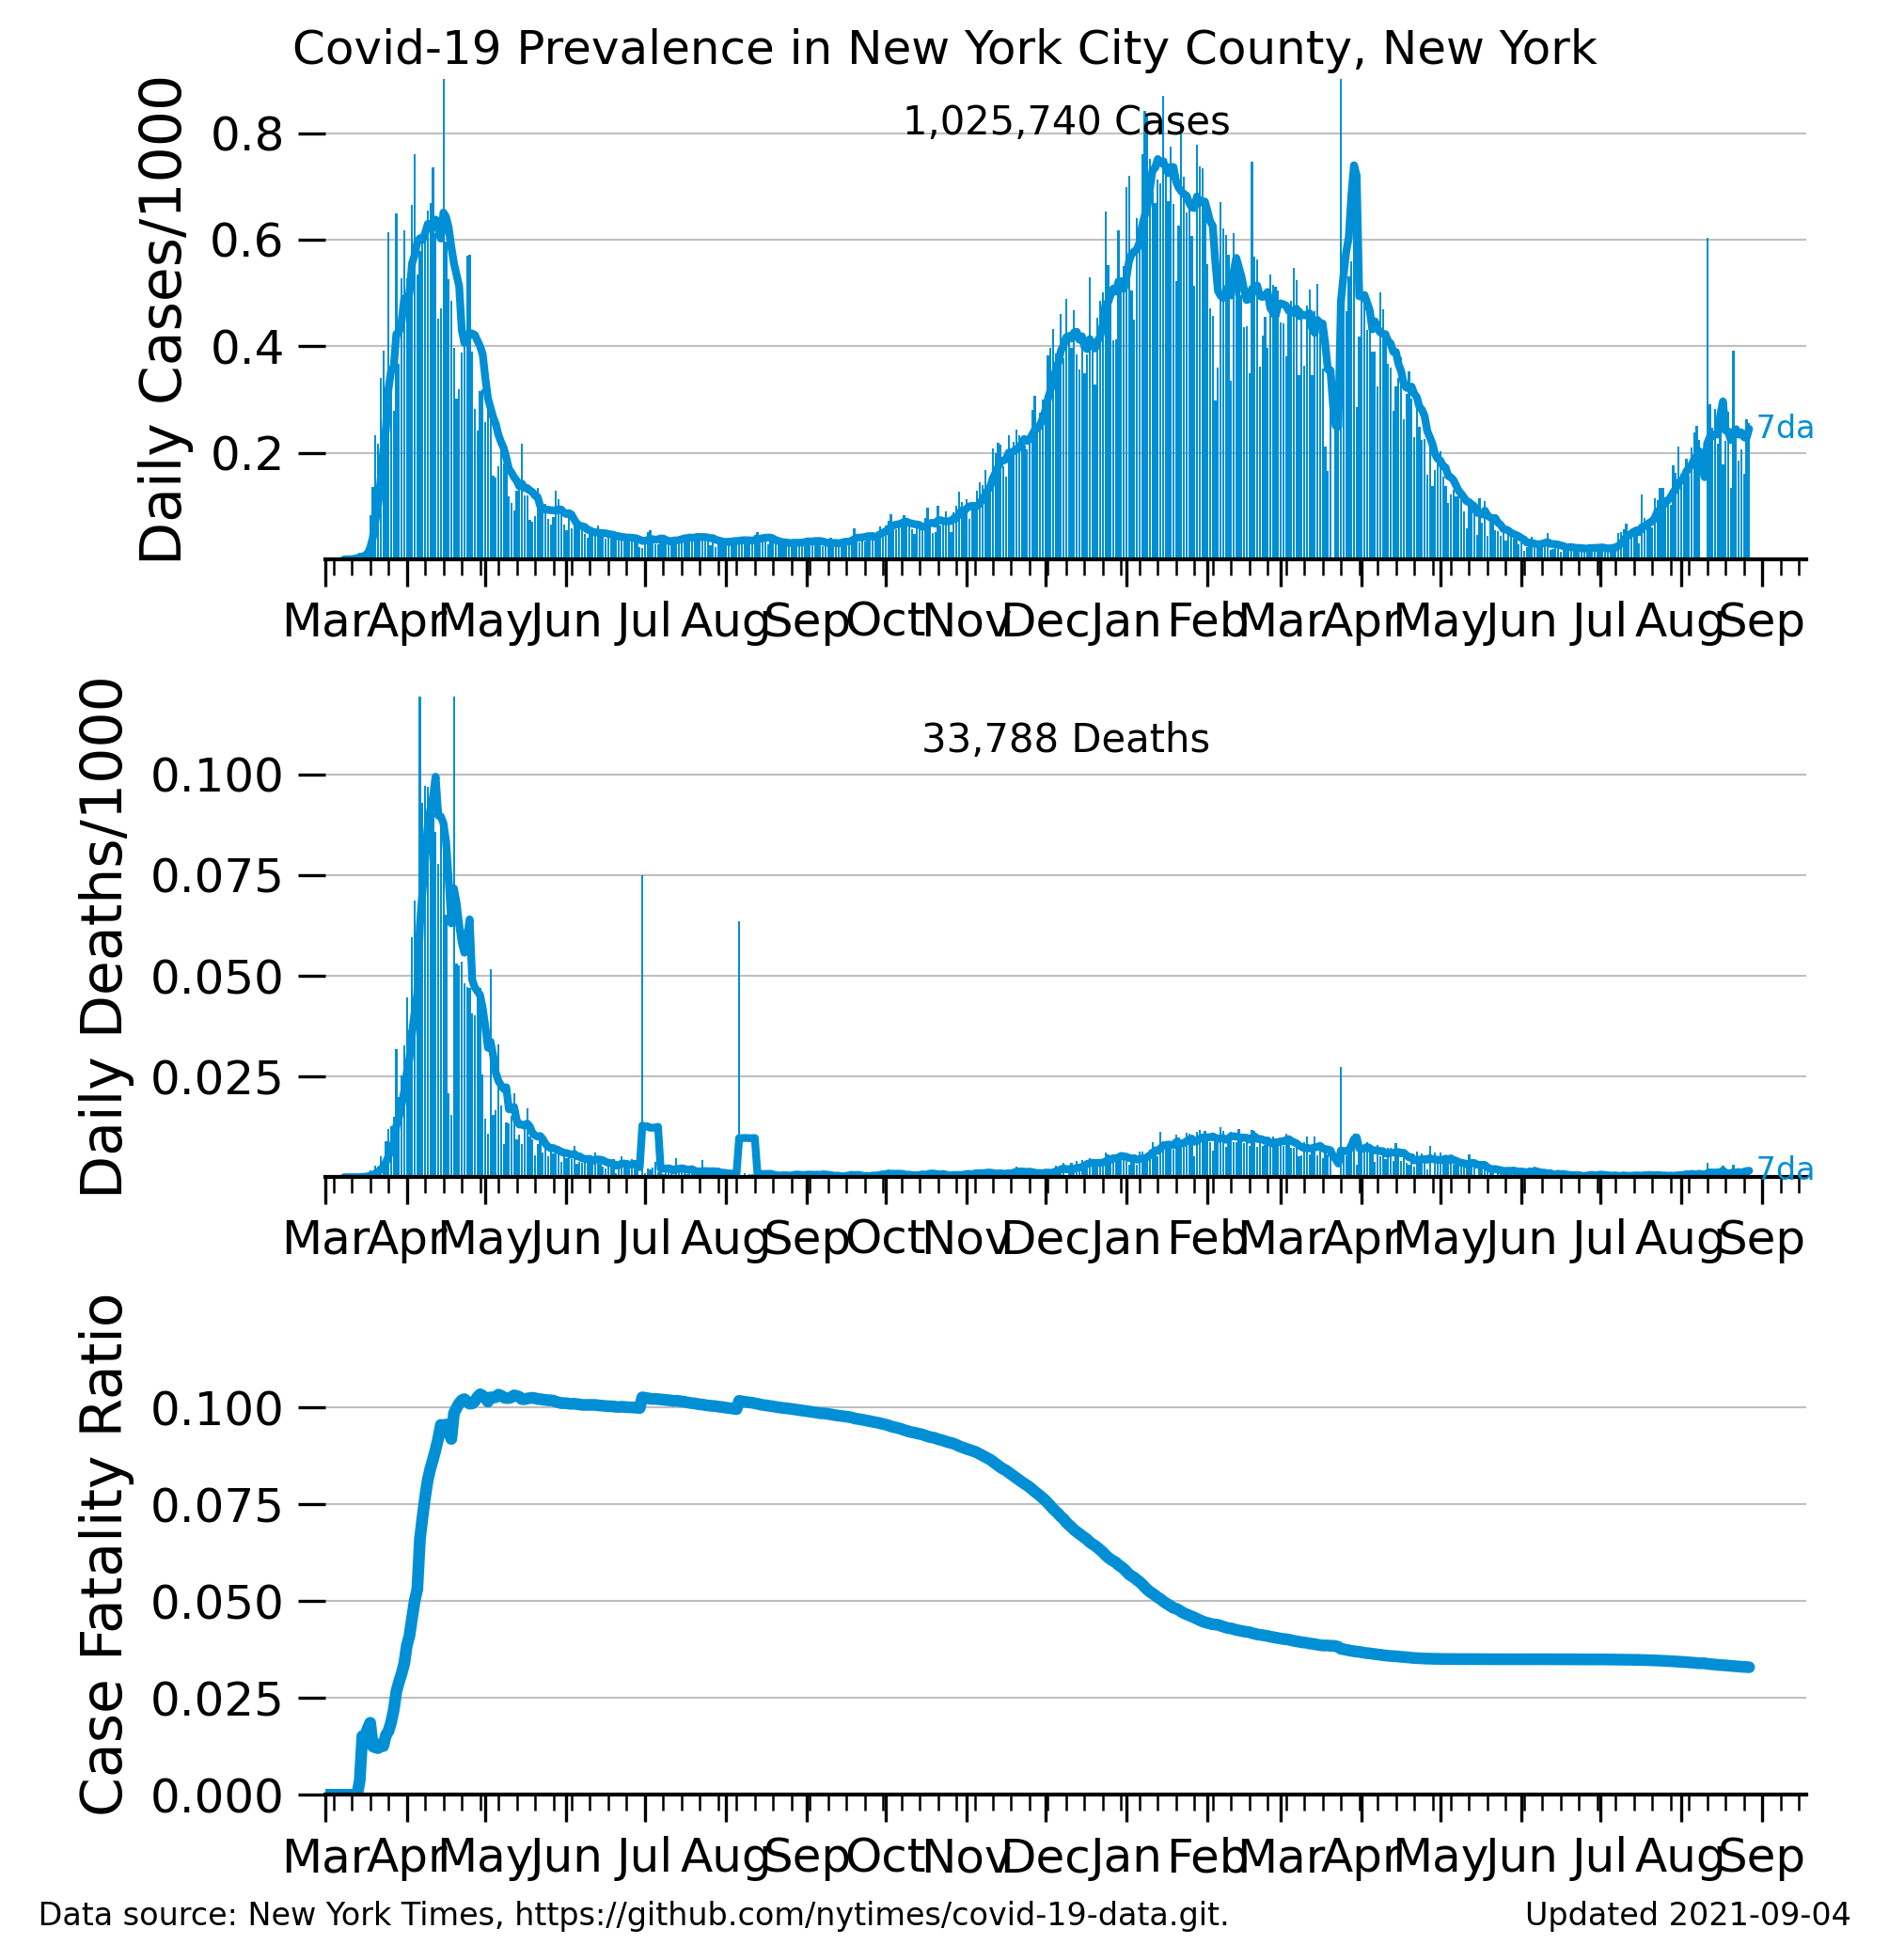 Covid-19 Prevalence in New York City County, New York
Daily Cases/1000
1,025,740 Cases
0.8
0.6
0.4
0.2
7da
Mar Apr May Jun Jul Aug Sep Oct Nov Dec Jan Feb Mar Apr May Jun Jul Aug Sep
Daily Deaths/1000
33,788 Deaths
0.100
0.075
0.050
0.025
7da
Mar Apr May Jun Jul Aug Sep Oct Nov Dec Jan Feb Mar Apr May Jun Jul Aug Sep
Case Fatality Ratio
0.100
0.075
0.050
0.025
0.000
Mar Apr May Jun Jul Aug Sep Oct Nov Dec Jan Feb Mar Apr May Jun Jul Aug Sep
Data source: New York Times, https://github.com/nytimes/covid-19-data.git.
Updated 2021-09-04